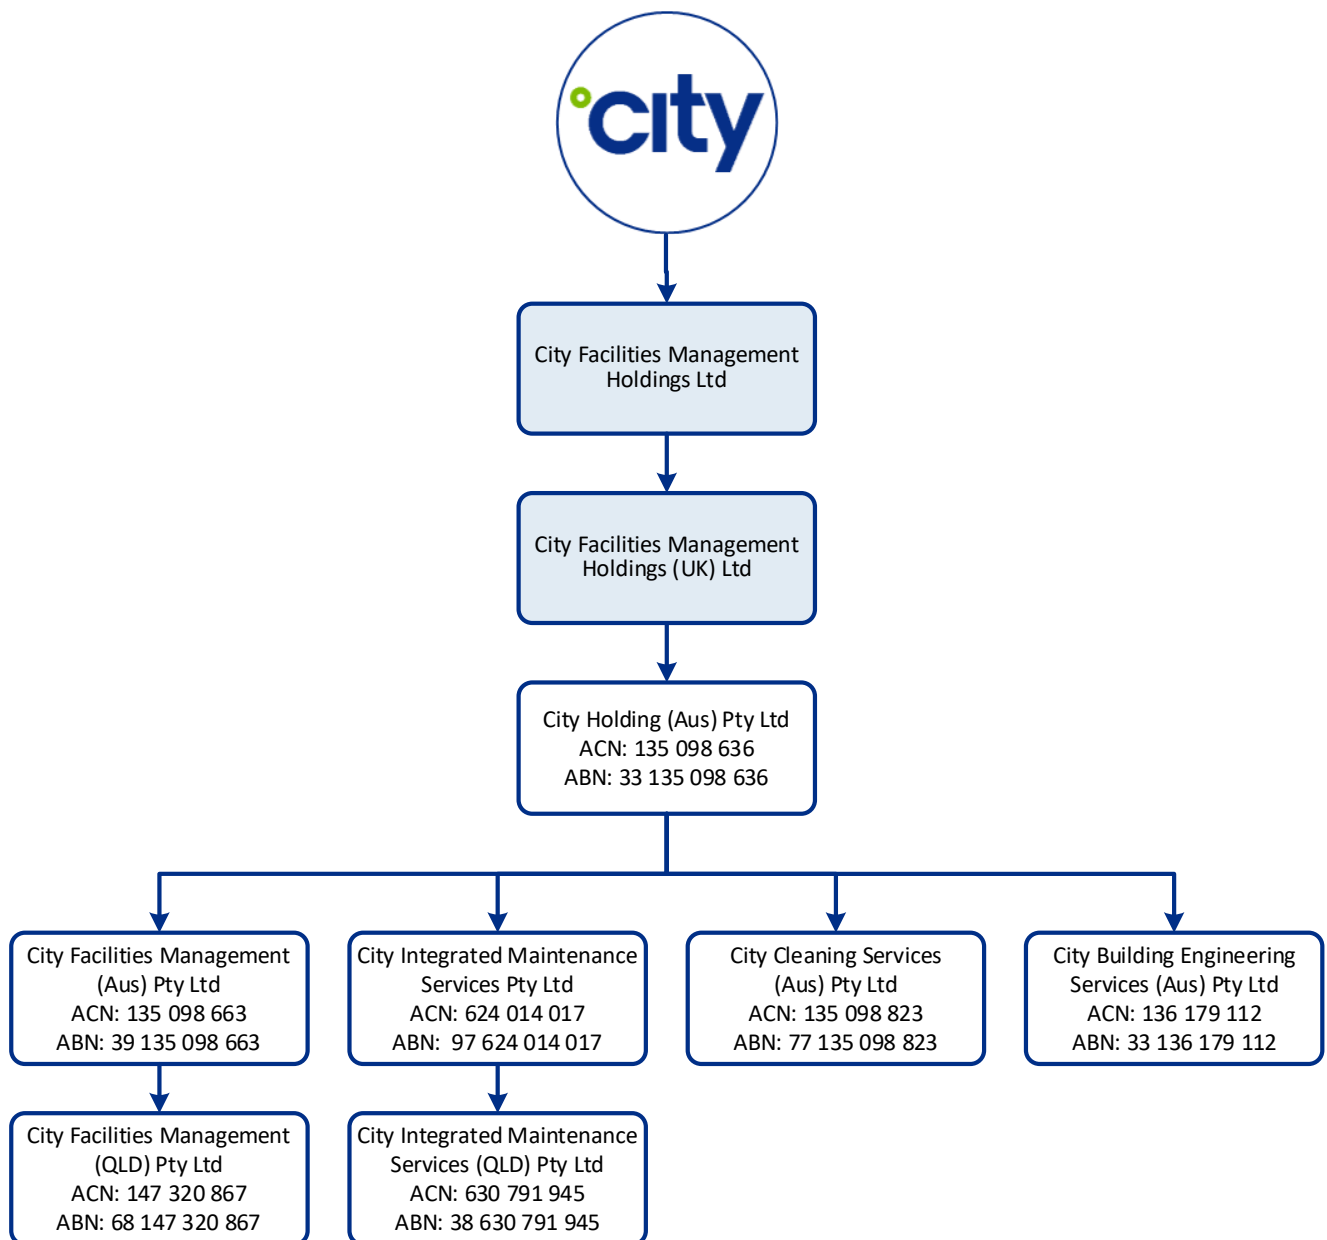 city
City Facilities Management
Holdings Ltd
City Facilities Management
Holdings (UK) Ltd
City Holding (Aus) Pty Ltd
ACN: 135 098 636
ABN: 33 135 098 636
City Facilities Management
(Aus) Pty Ltd
ACN: 135 098 663
ABN: 39 135 098 663
City Integrated Maintenance
Services Pty Ltd
ACN: 624 014 017
ABN:  97 624 014 017
City Cleaning Services
(Aus) Pty Ltd
ACN: 135 098 823
ABN: 77 135 098 823
City Building Engineering
Services (Aus) Pty Ltd
ACN: 136 179 112
ABN: 33 136 179 112
City Facilities Management
(QLD) Pty Ltd
ACN: 147 320 867
ABN: 68 147 320 867
City Integrated Maintenance
Services (QLD) Pty Ltd
ACN: 630 791 945
ABN: 38 630 791 945